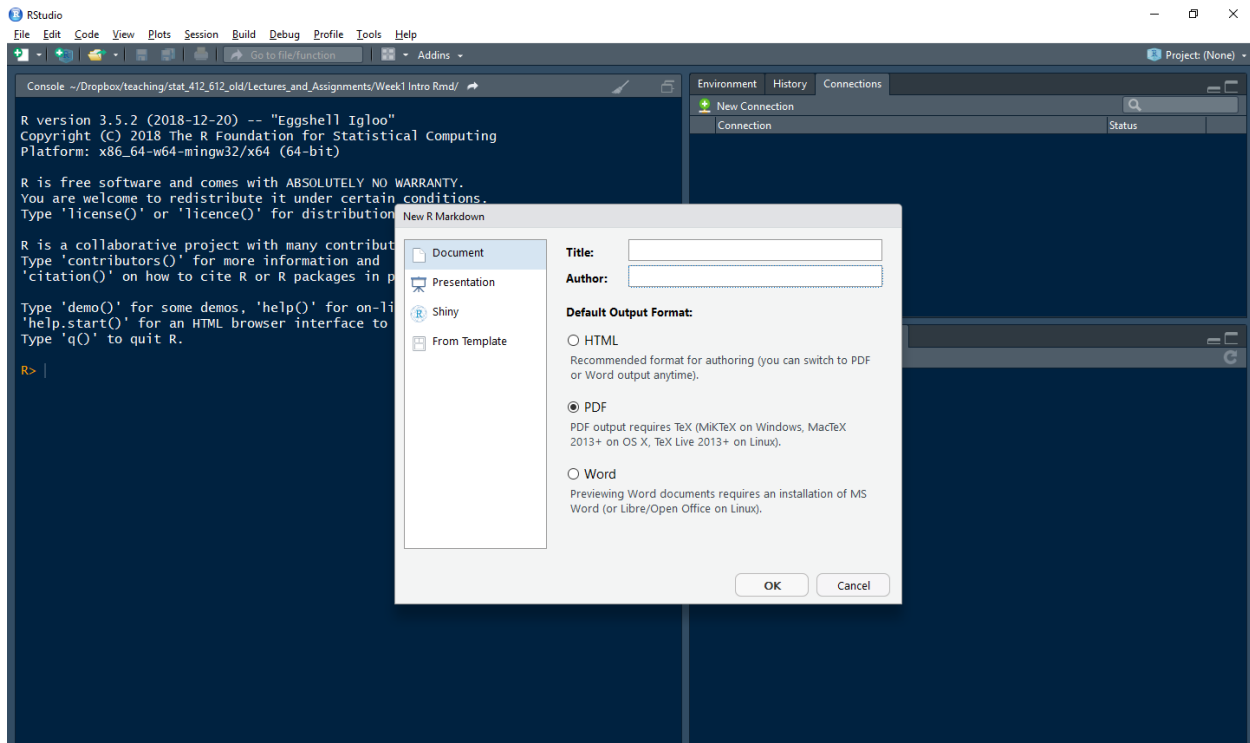 RStudio
File Edit Code View Plots Session Build Debug Profile Tools Help
Go to file/function Addins Project: (None)
Console ~/Dropbox/teaching/stat_412_612_old/Lectures_and_Assignments/Week1 Intro Rmd/
R version 3.5.2 (2018-12-20) -- "Eggshell Igloo"
Copyright (C) 2018 The R Foundation for Statistical Computing
Platform: x86_64-w64-mingw32/x64 (64-bit)
R is free software and comes with ABSOLUTELY NO WARRANTY.
You are welcome to redistribute it under certain conditions.
Type 'license()' or 'licence()' for distribution
R is a collaborative project with many contribut
Type 'contributors()' for more information and
'citation()' on how to cite R or R packages in p
Type 'demo()' for some demos, 'help()' for on-li
'help.start()' for an HTML browser interface to
Type 'q()' to quit R.
R>
Environment History Connections
New Connection
Connection Status
New R Markdown
Document
Presentation
Shiny
From Template
Title:
Author:
Default Output Format:
HTML
Recommended format for authoring (you can switch to PDF
or Word output anytime).
PDF
PDF output requires TeX (MiKTeX on Windows, MacTeX
2013+ on OS X, TeX Live 2013+ on Linux).
Word
Previewing Word documents requires an installation of MS
Word (or Libre/Open Office on Linux).
OK Cancel